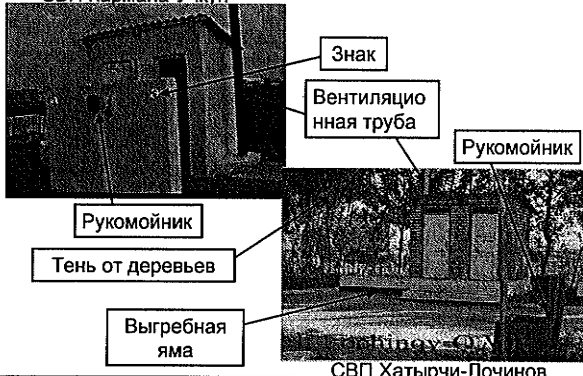 Знак
Вентиляцио
нная труба
Рукомойник
Рукомойник
Тень от деревьев
Выгребная
яма
СВП Хатырчи-Лочинов